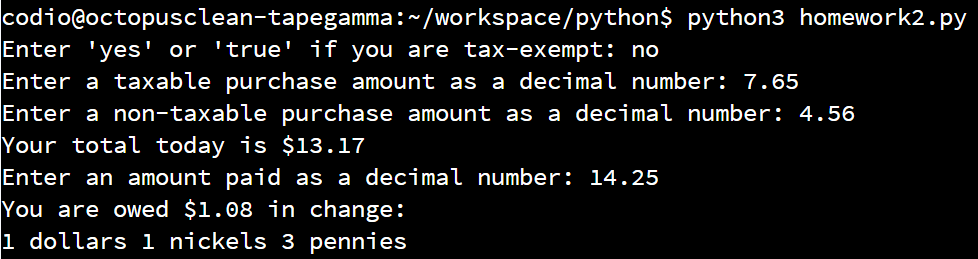 codio@octopusclean-tapegamma:~/workspace/python$ python3 homework2.py
Enter 'yes' or 'true' if you are tax-exempt: no
Enter a taxable purchase amount as a decimal number: 7.65
Enter a non-taxable purchase amount as a decimal number: 4.56
Your total today is $13.17
Enter an amount paid as a decimal number: 14.25
You are owed $1.08 in change:
1 dollars 1 nickels 3 pennies